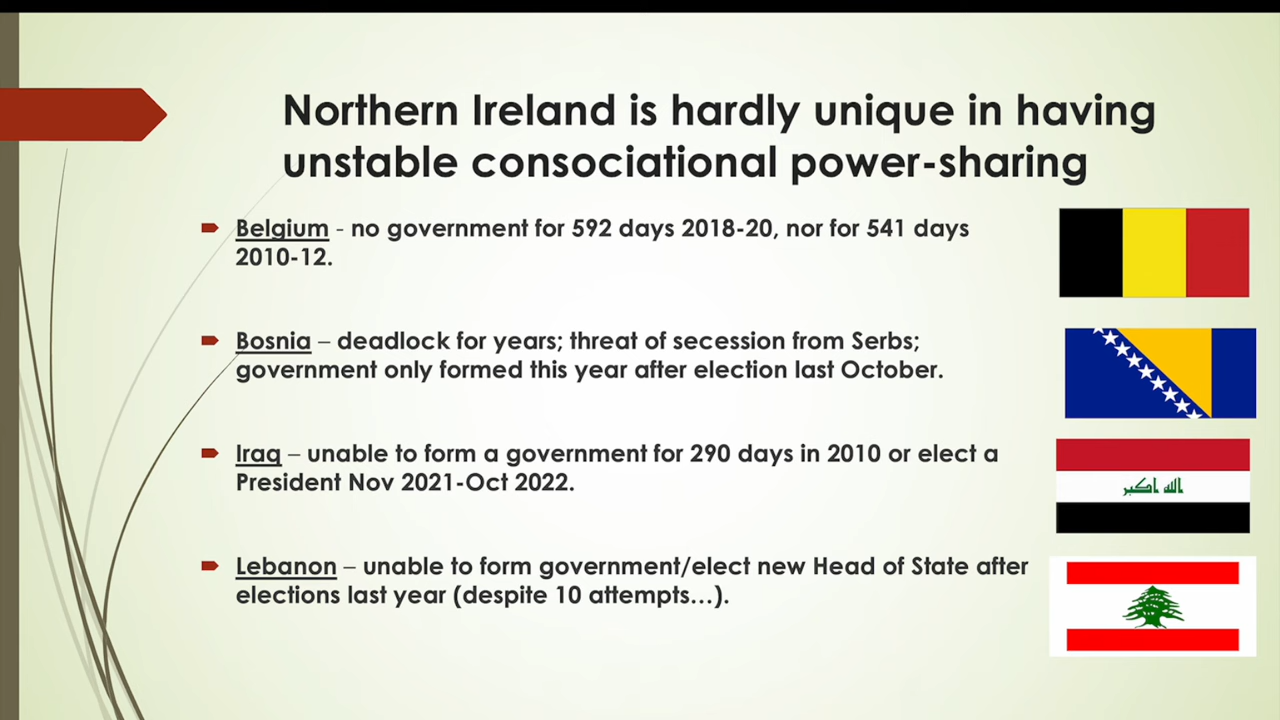 Northern Ireland is hardly unique in having
unstable consociational power-sharing
Belgium - no government for 592 days 2018-20, nor for 541 days
2010-12.
Bosnia – deadlock for years; threat of secession from Serbs;
government only formed this year after election last October.
Iraq – unable to form a government for 290 days in 2010 or elect a
President Nov 2021-Oct 2022.
الله اكبر
Lebanon – unable to form government/elect new Head of State after
elections last year (despite 10 attempts...).